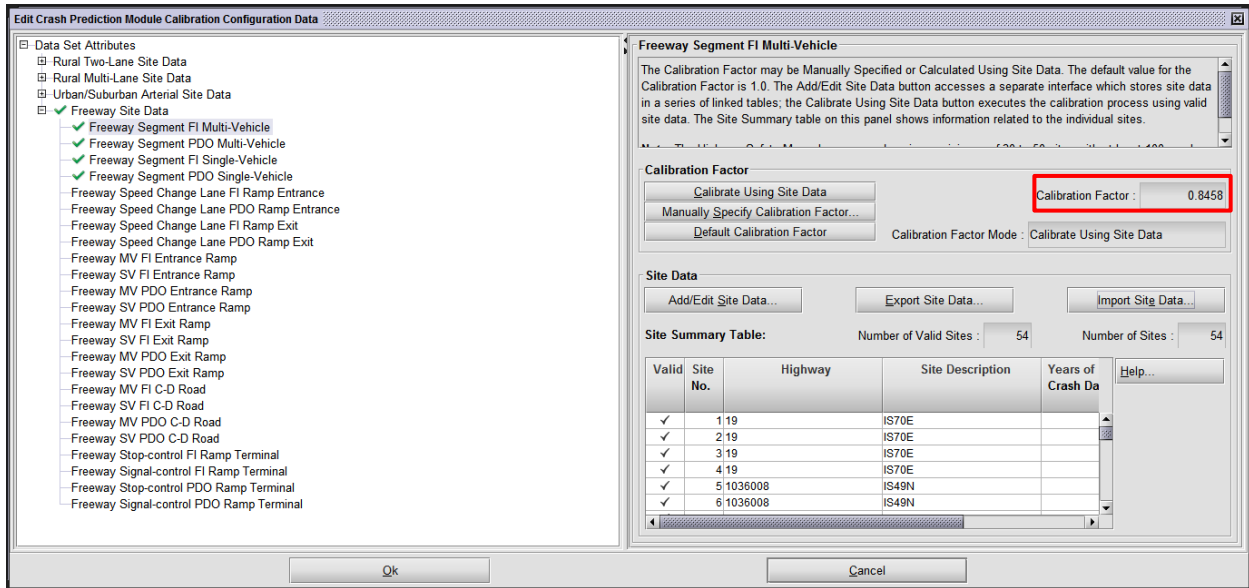 Edit Crash Prediction Module Calibration Configuration Data
Data Set Attributes
Rural Two-Lane Site Data
Rural Multi-Lane Site Data
Urban/Suburban Arterial Site Data
Freeway Site Data
Freeway Segment FI Multi-Vehicle
Freeway Segment PDO Multi-Vehicle
Freeway Segment FI Single-Vehicle
Freeway Segment PDO Single-Vehicle
Freeway Speed Change Lane FI Ramp Entrance
Freeway Speed Change Lane PDO Ramp Entrance
Freeway Speed Change Lane FI Ramp Exit
Freeway Speed Change Lane PDO Ramp Exit
Freeway MV FI Entrance Ramp
Freeway SV FI Entrance Ramp
Freeway MV PDO Entrance Ramp
Freeway SV PDO Entrance Ramp
Freeway MV FI Exit Ramp
Freeway SV FI Exit Ramp
Freeway MV PDO Exit Ramp
Freeway SV PDO Exit Ramp
Freeway MV FI C-D Road
Freeway SV FI C-D Road
Freeway MV PDO C-D Road
Freeway SV PDO C-D Road
Freeway Stop-control FI Ramp Terminal
Freeway Signal-control FI Ramp Terminal
Freeway Stop-control PDO Ramp Terminal
Freeway Signal-control PDO Ramp Terminal
Freeway Segment FI Multi-Vehicle
The Calibration Factor may be Manually Specified or Calculated Using Site Data. The default value for the
Calibration Factor is 1.0. The Add/Edit Site Data button accesses a separate interface which stores site data
in a series of linked tables; the Calibrate Using Site Data button executes the calibration process using valid
site data. The Site Summary table on this panel shows information related to the individual sites.
Calibration Factor
Calibrate Using Site Data
Calibration Factor : 0.8458
Manually Specify Calibration Factor...
Default Calibration Factor
Calibration Factor Mode : Calibrate Using Site Data
Site Data
Add/Edit Site Data... Export Site Data... Import Site Data...
Site Summary Table: Number of Valid Sites : 54 Number of Sites : 54
Valid Site No. Highway Site Description Years of Crash Da Help...
✓ 1 19 IS70E
✓ 2 19 IS70E
✓ 3 19 IS70E
✓ 4 19 IS70E
✓ 5 1036008 IS49N
✓ 6 1036008 IS49N
Ok Cancel